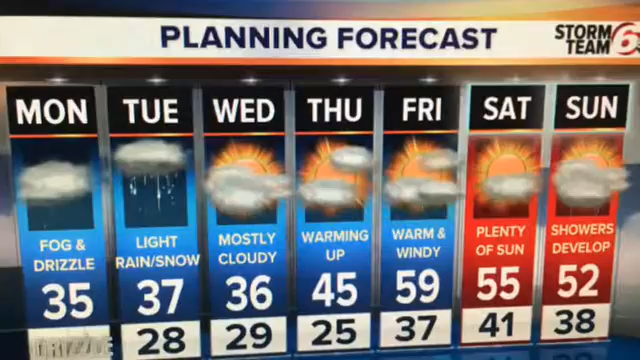 PLANNING FORECAST
STORM
TEAM 6
MON TUE WED THU FRI SAT SUN
FOG &
DRIZZLE
LIGHT
RAIN/SNOW
MOSTLY
CLOUDY
WARMING
UP
WARM &
WINDY
PLENTY
OF SUN
SHOWERS
DEVELOP
35 37 36 45 59 55 52
DRIZZLE 28 29 25 37 41 38